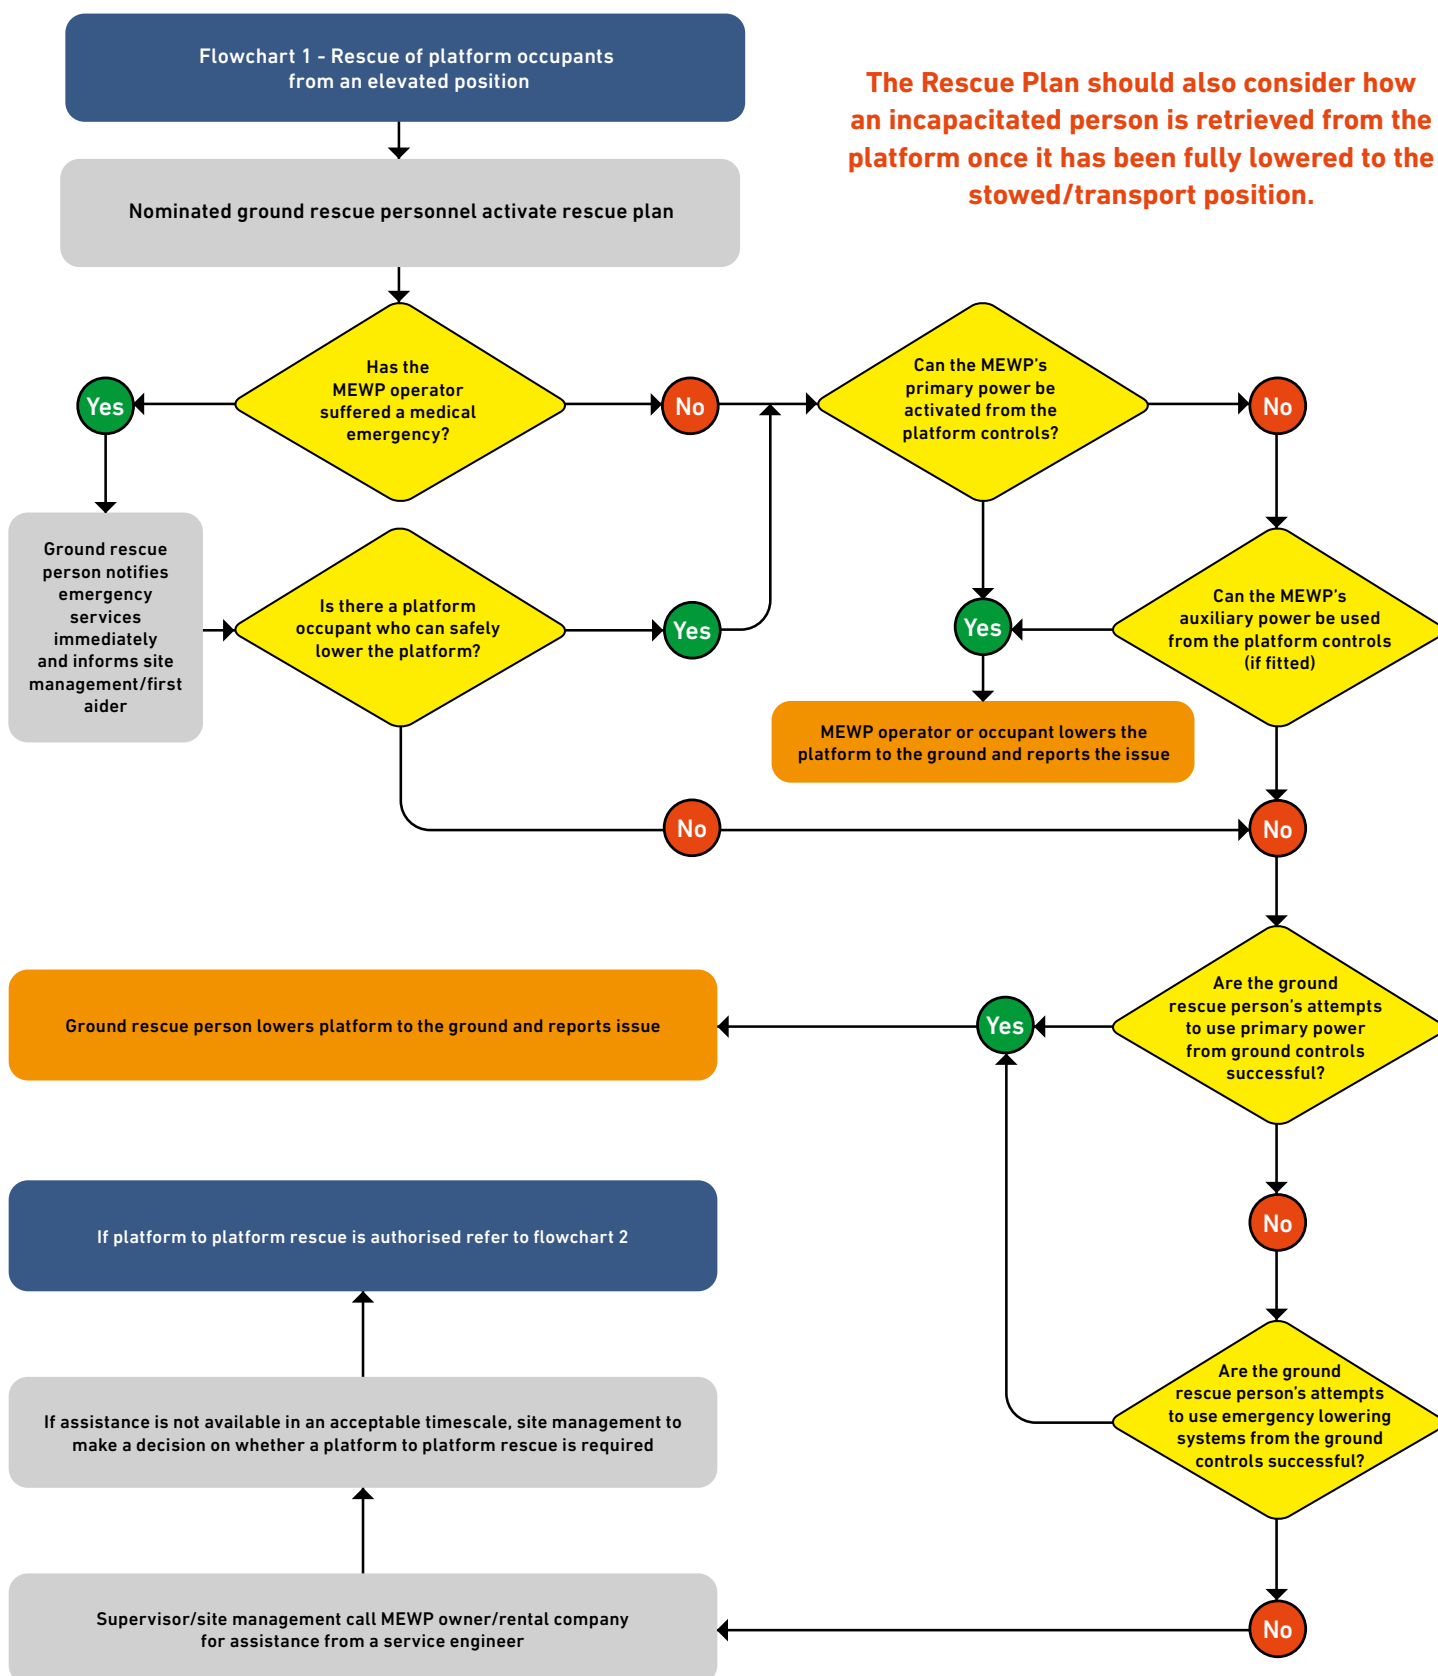 Flowchart 1 - Rescue of platform occupants
from an elevated position
The Rescue Plan should also consider how
an incapacitated person is retrieved from the
platform once it has been fully lowered to the
stowed/transport position.
Nominated ground rescue personnel activate rescue plan
Has the
MEWP operator
suffered a medical
emergency?
Yes
No
Can the MEWP’s
primary power be
activated from the
platform controls?
No
Ground rescue
person notifies
emergency
services
immediately
and informs site
management/first
aider
Is there a platform
occupant who can safely
lower the platform?
Yes
Yes
Can the MEWP’s
auxiliary power be used
from the platform controls
(if fitted)
MEWP operator or occupant lowers the
platform to the ground and reports the issue
No
No
Are the ground
rescue person’s attempts
to use primary power
from ground controls
successful?
Yes
Ground rescue person lowers platform to the ground and reports issue
No
If platform to platform rescue is authorised refer to flowchart 2
Are the ground
rescue person’s attempts
to use emergency lowering
systems from the ground
controls successful?
If assistance is not available in an acceptable timescale, site management to
make a decision on whether a platform to platform rescue is required
No
Supervisor/site management call MEWP owner/rental company
for assistance from a service engineer